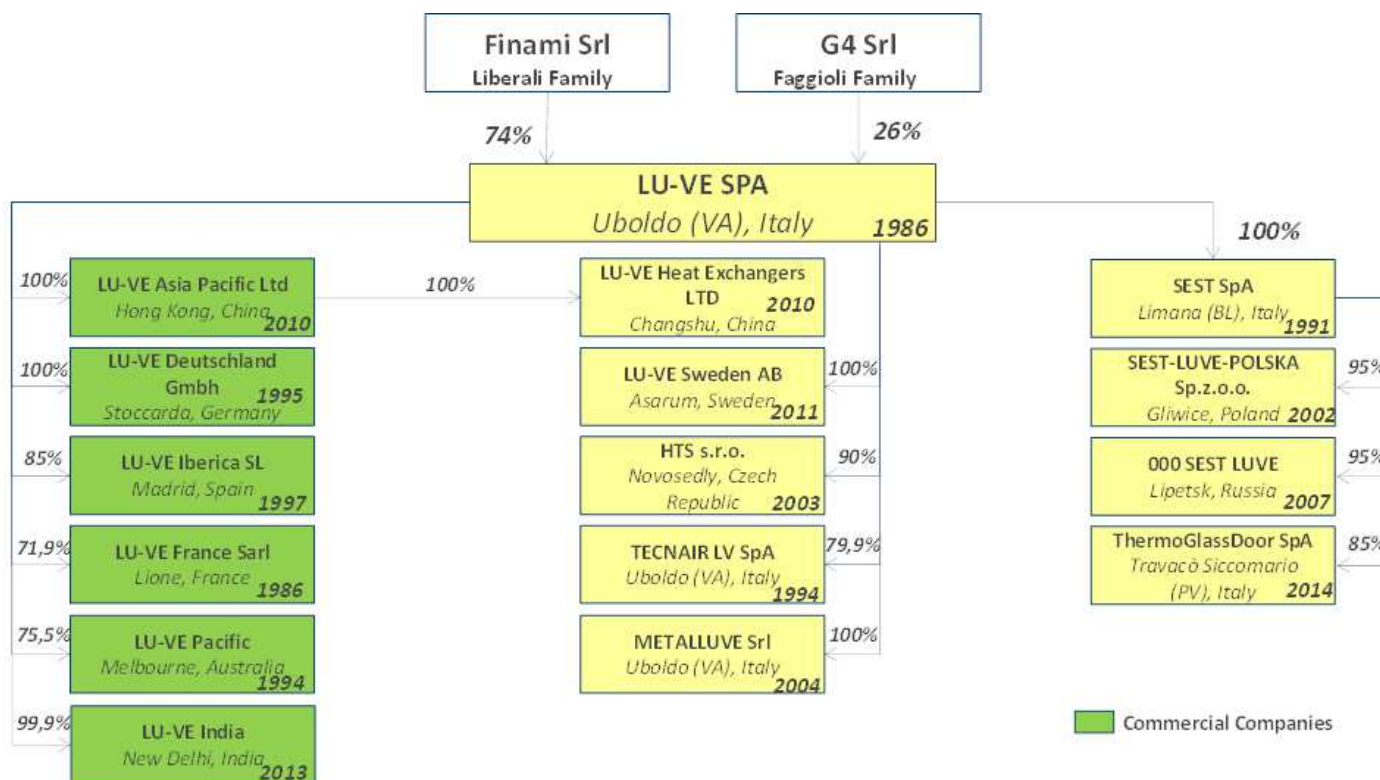 Finami Srl
Liberali Family
G4 Srl
Faggioli Family
74%
26%
LU-VE SPA
Uboldo (VA), Italy
1986
100%
100%
LU-VE Asia Pacific Ltd
Hong Kong, China
2010
100%
LU-VE Heat Exchangers
LTD
2010
Changshu, China
SEST SpA
Limana (BL), Italy
1991
100%
LU-VE Deutschland
Gmbh
1995
Stoccarda, Germany
LU-VE Sweden AB
Asarum, Sweden
2011
100%
SEST-LUVE-POLSKA
Sp.z.o.o.
Gliwice, Poland 2002
95%
85%
LU-VE Iberica SL
Madrid, Spain
1997
HTS s.r.o.
Novosedly, Czech
Republic 2003
90%
000 SEST LUVE
Lipetsk, Russia
2007
95%
71,9%
LU-VE France Sarl
Lione, France
1986
TECNAIR LV SpA
Uboldo (VA), Italy
1994
79,9%
ThermoGlassDoor SpA
Travacò Siccomario
(PV), Italy 2014
85%
75,5%
LU-VE Pacific
Melbourne, Australia
1994
METALLUVE Srl
Uboldo (VA), Italy
2004
100%
99,9%
LU-VE India
New Delhi, India
2013
Commercial Companies